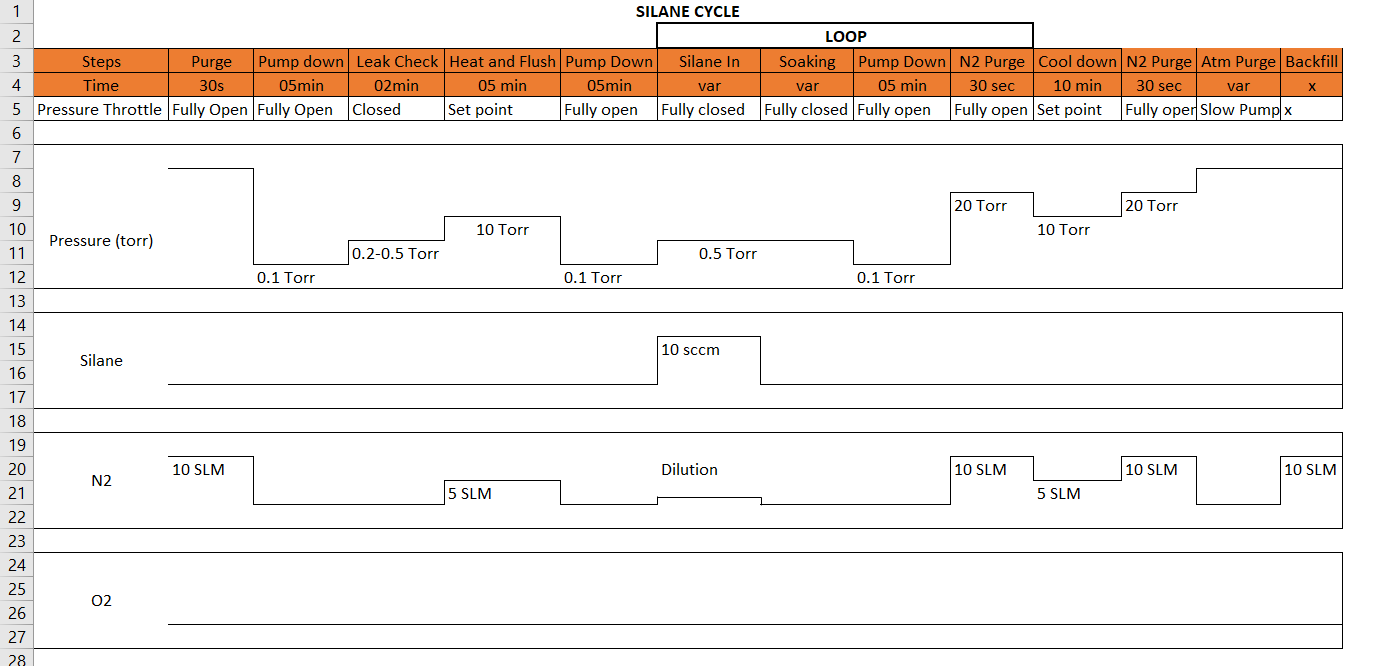 1 SILANE CYCLE
2 LOOP
3 Steps Purge Pump down Leak Check Heat and Flush Pump Down Silane In Soaking Pump Down N2 Purge Cool down N2 Purge Atm Purge Backfill
4 Time 30s 05min 02min 05 min 05min var var 05 min 30 sec 10 min 30 sec var x
5 Pressure Throttle Fully Open Fully Open Closed Set point Fully open Fully closed Fully closed Fully open Fully open Set point Fully oper Slow Pump x
6
7
8
9 20 Torr 20 Torr
10 Pressure (torr) 10 Torr 10 Torr
11 0.2-0.5 Torr 0.5 Torr
12 0.1 Torr 0.1 Torr 0.1 Torr
13
14
15 Silane 10 sccm
16
17
18
19
20 N2 10 SLM Dilution 10 SLM 10 SLM 10 SLM
21 5 SLM 5 SLM
22
23
24
25 O2
26
27
28